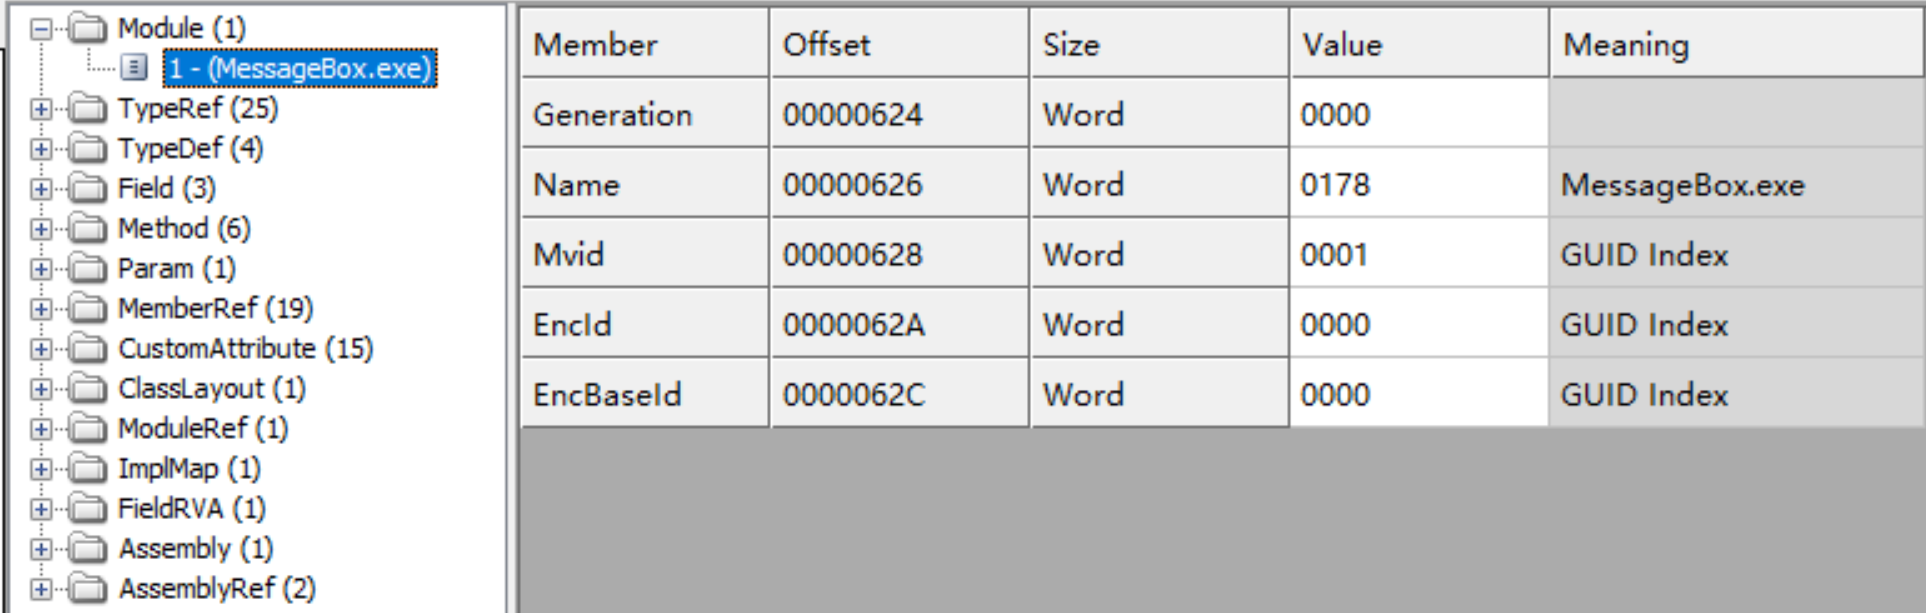 Module (1)
1 - (MessageBox.exe)
TypeRef (25)
TypeDef (4)
Field (3)
Method (6)
Param (1)
MemberRef (19)
CustomAttribute (15)
ClassLayout (1)
ModuleRef (1)
ImplMap (1)
FieldRVA (1)
Assembly (1)
AssemblyRef (2)
Member Offset Size Value Meaning
Generation 00000624 Word 0000
Name 00000626 Word 0178 MessageBox.exe
Mvid 00000628 Word 0001 GUID Index
EncId 0000062A Word 0000 GUID Index
EncBaseId 0000062C Word 0000 GUID Index